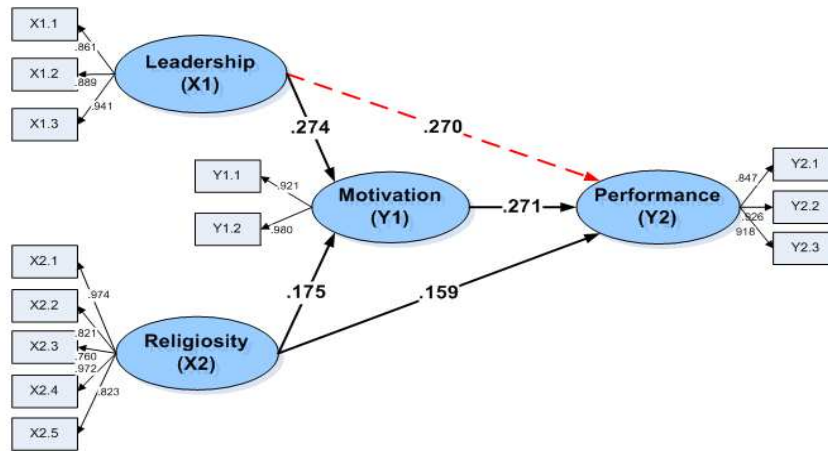 X1.1
.861
X1.2
.889
X1.3
.941
Leadership
(X1)
.274
.270
Y1.1
.921
Y1.2
.980
Motivation
(Y1)
.271
Performance
(Y2)
.847
Y2.1
.926
Y2.2
918
Y2.3
X2.1
.974
X2.2
.821
X2.3
.760
X2.4
.972
X2.5
.823
Religiosity
(X2)
.175
.159